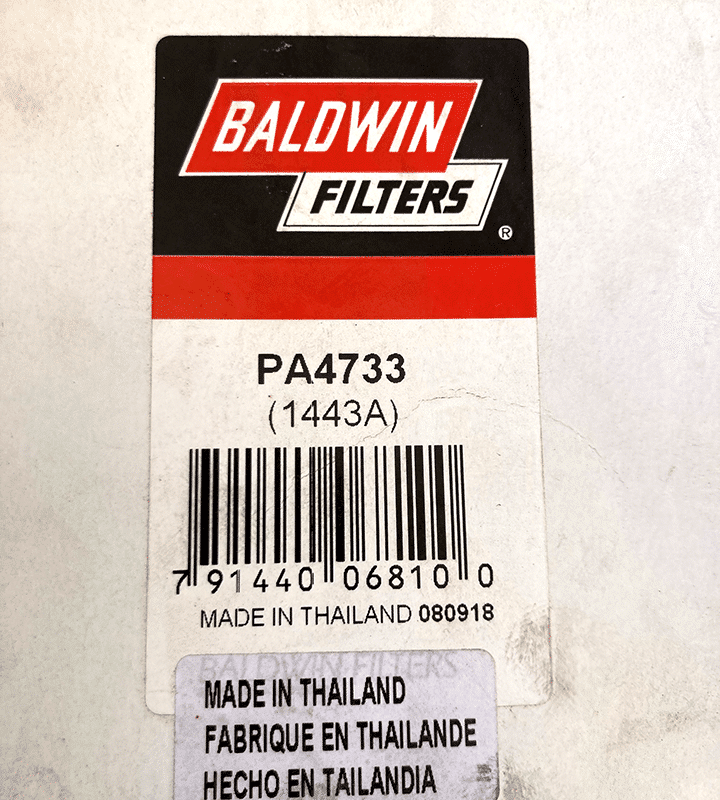 BALDWIN
FILTERS
®
PA4733
(1443A)
7 91440 06810 0
MADE IN THAILAND 080918
BALDWIN FILTERS
MADE IN THAILAND
FABRIQUE EN THAILANDE
HECHO EN TAILANDIA